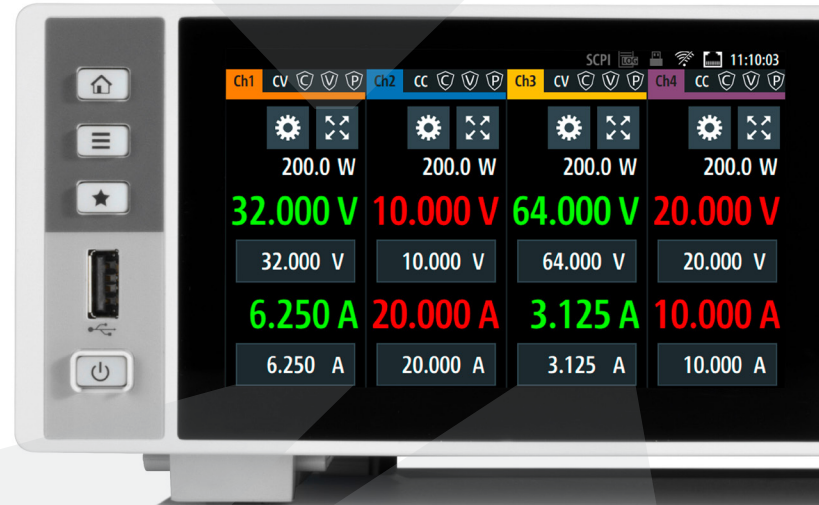 SCPI LOG 11:10:03
Ch1 CV C V P Ch2 CC C V P Ch3 CV C V P Ch4 CC C V P
200.0 W 200.0 W 200.0 W 200.0 W
32.000 V 10.000 V 64.000 V 20.000 V
32.000 V 10.000 V 64.000 V 20.000 V
6.250 A 20.000 A 3.125 A 10.000 A
6.250 A 20.000 A 3.125 A 10.000 A